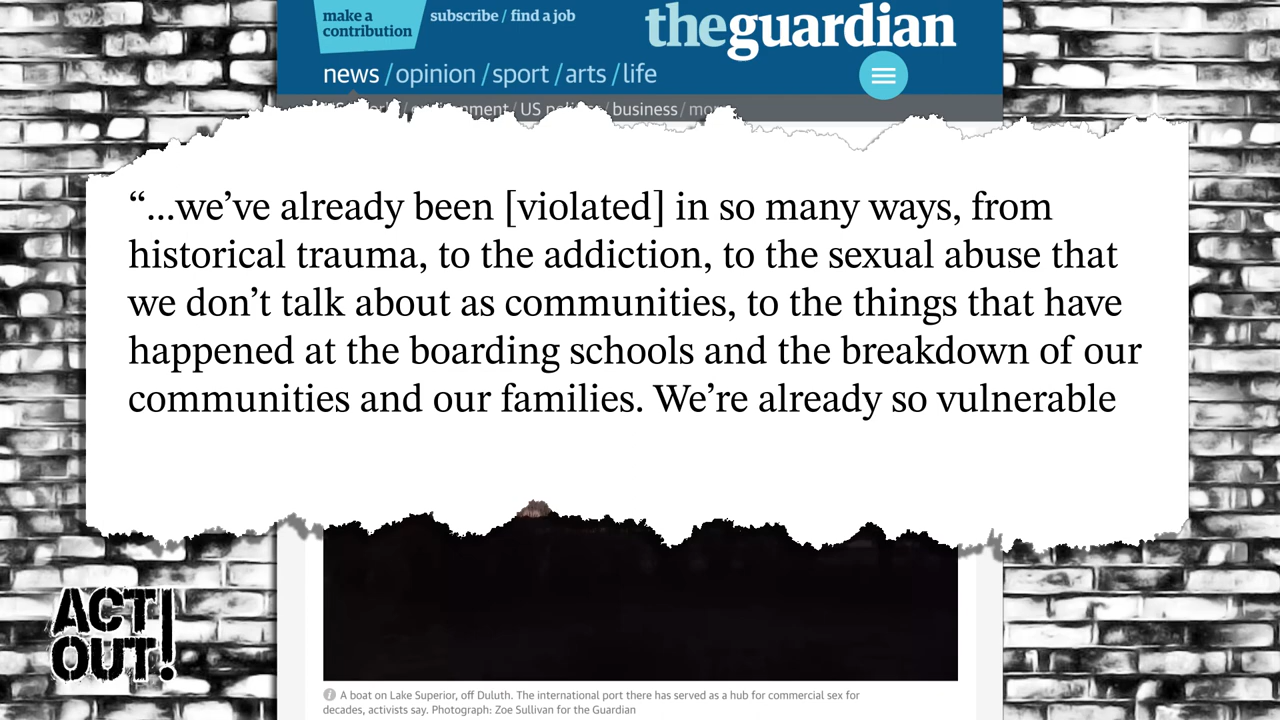 make a
contribution
subscribe / find a job
theguardian
news / opinion / sport / arts / life
US / business /
“...we’ve already been [violated] in so many ways, from
historical trauma, to the addiction, to the sexual abuse that
we don’t talk about as communities, to the things that have
happened at the boarding schools and the breakdown of our
communities and our families. We’re already so vulnerable
ACT
OUT!
A boat on Lake Superior, off Duluth. The international port there has served as a hub for commercial sex for
decades, activists say. Photograph: Zoe Sullivan for the Guardian